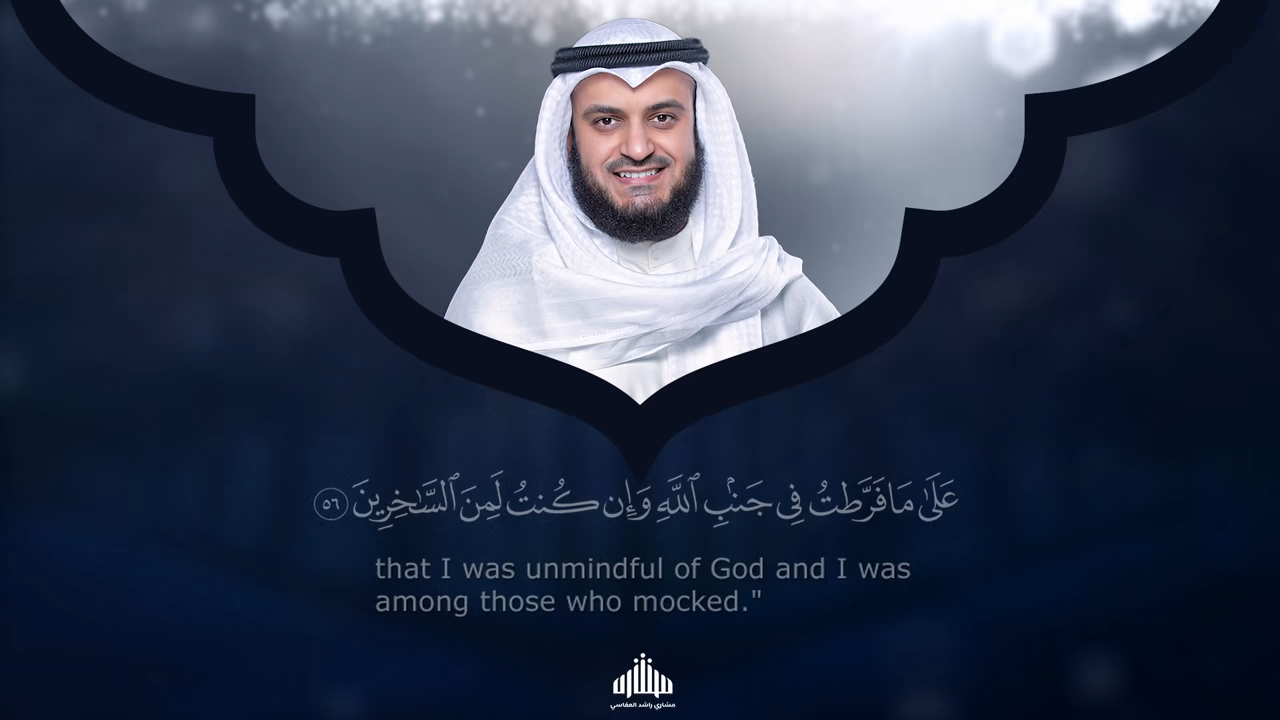 عَلَىٰ مَا فَرَّطتُ فِى جَنۢبِ ٱللَّهِ وَإِن كُنتُ لَمِنَ ٱلسَّـٰخِرِينَ ٥٦
that I was unmindful of God and I was
among those who mocked."
مشاري راشد العفاسي